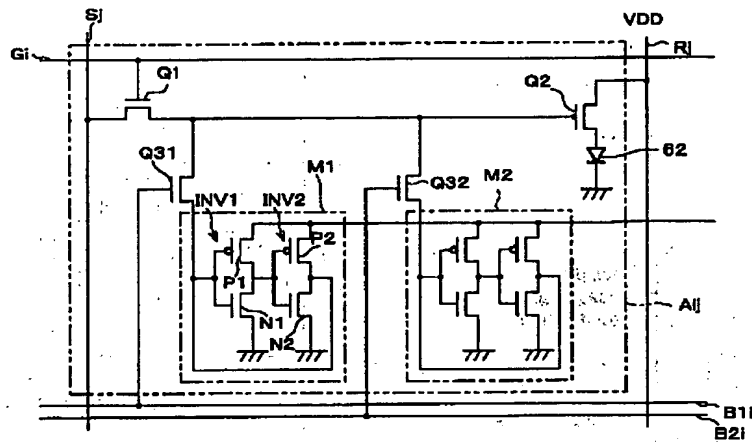 Sj
VDD
Gi
Rj
Q1
Q2
Q31
62
M1
Q32
M2
INV1
INV2
P2
P1
N1
N2
Aij
B1i
B2i